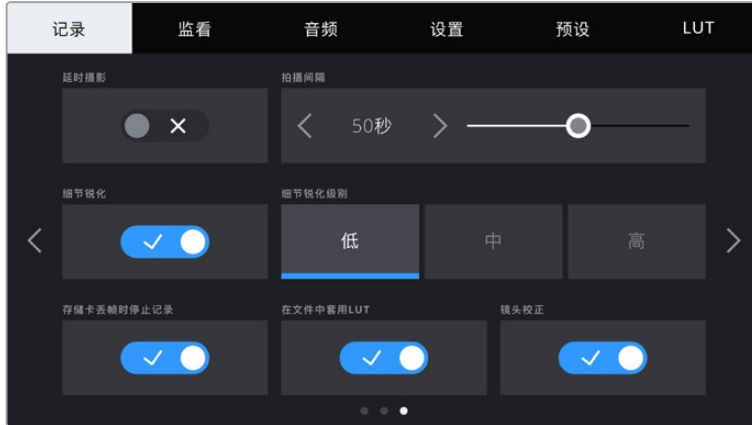 记录 监看 音频 设置 预设 LUT
延时摄影 拍摄间隔
50秒
细节锐化 细节锐化级别
低 中 高
存储卡丢帧时停止记录 在文件中套用LUT 镜头校正